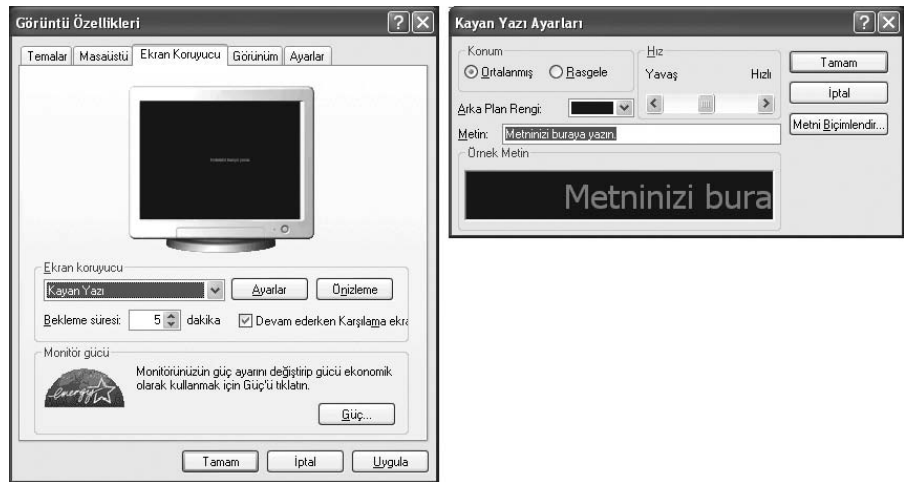 Görüntü Özellikleri
Temalar Masaüstü Ekran Koruyucu Görünüm Ayarlar
Ekran koruyucu
Kayan Yazı Ayarlar Önizleme
Bekleme süresi: 5 dakika Devam ederken Karşılama ekra
Monitör gücü
energy
Monitörünüzün güç ayarını değiştirip gücü ekonomik
olarak kullanmak için Güç'ü tıklatın.
Güç...
Tamam İptal Uygula
Kayan Yazı Ayarları
Konum Hız
Ortalanmış Rasgele Yavaş Hızlı
Arka Plan Rengi:
Metin: Metninizi buraya yazın.
Örnek Metin
Metninizi bura
Tamam
İptal
Metni Biçimlendir...